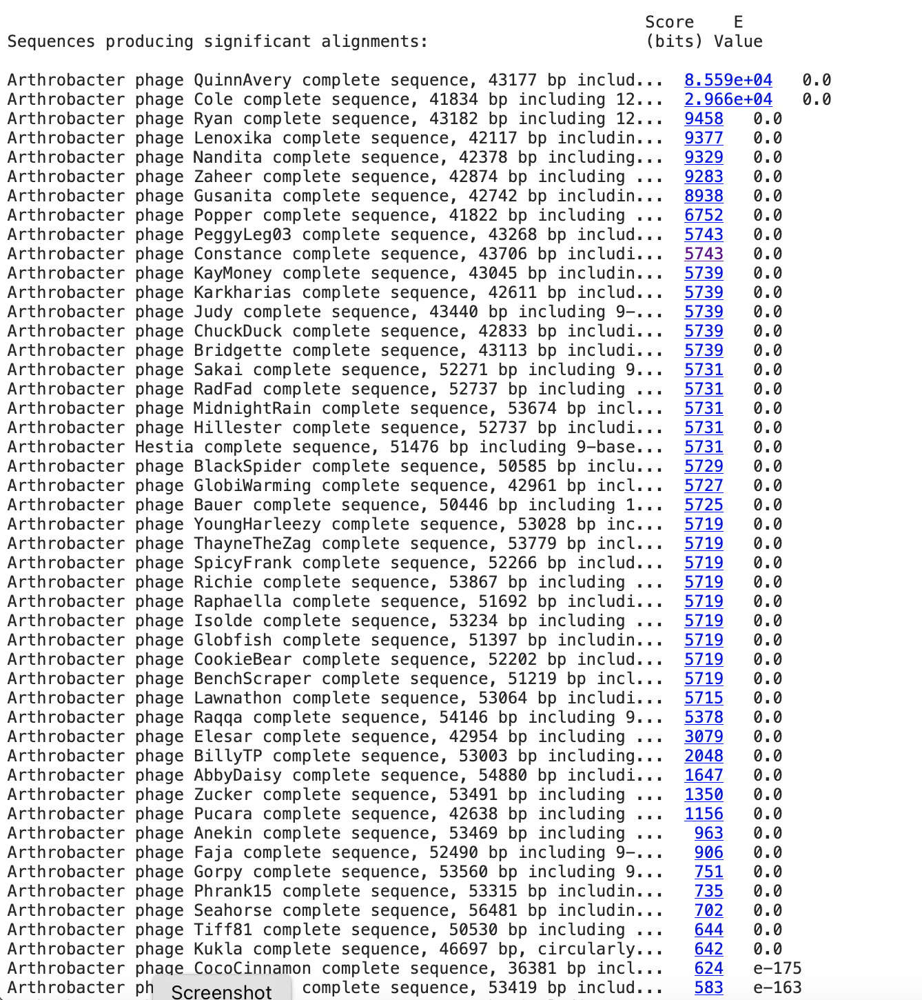 Score E
Sequences producing significant alignments: (bits) Value
Arthrobacter phage QuinnAvery complete sequence, 43177 bp includ... 8.559e+04 0.0
Arthrobacter phage Cole complete sequence, 41834 bp including 12... 2.966e+04 0.0
Arthrobacter phage Ryan complete sequence, 43182 bp including 12... 9458 0.0
Arthrobacter phage Lenoxika complete sequence, 42117 bp includin... 9377 0.0
Arthrobacter phage Nandita complete sequence, 42378 bp including... 9329 0.0
Arthrobacter phage Zaheer complete sequence, 42874 bp including ... 9283 0.0
Arthrobacter phage Gusanita complete sequence, 42742 bp includin... 8938 0.0
Arthrobacter phage Popper complete sequence, 41822 bp including ... 6752 0.0
Arthrobacter phage PeggyLeg03 complete sequence, 43268 bp includ... 5743 0.0
Arthrobacter phage Constance complete sequence, 43706 bp includi... 5743 0.0
Arthrobacter phage KayMoney complete sequence, 43045 bp includin... 5739 0.0
Arthrobacter phage Karkharias complete sequence, 42611 bp includ... 5739 0.0
Arthrobacter phage Judy complete sequence, 43440 bp including 9-... 5739 0.0
Arthrobacter phage ChuckDuck complete sequence, 42833 bp includi... 5739 0.0
Arthrobacter phage Bridgette complete sequence, 43113 bp includi... 5739 0.0
Arthrobacter phage Sakai complete sequence, 52271 bp including 9... 5731 0.0
Arthrobacter phage RadFad complete sequence, 52737 bp including ... 5731 0.0
Arthrobacter phage MidnightRain complete sequence, 53674 bp incl... 5731 0.0
Arthrobacter phage Hillester complete sequence, 52737 bp includi... 5731 0.0
Arthrobacter Hestia complete sequence, 51476 bp including 9-base... 5731 0.0
Arthrobacter phage BlackSpider complete sequence, 50585 bp inclu... 5729 0.0
Arthrobacter phage GlobiWarming complete sequence, 42961 bp incl... 5727 0.0
Arthrobacter phage Bauer complete sequence, 50446 bp including 1... 5725 0.0
Arthrobacter phage YoungHarleezy complete sequence, 53028 bp inc... 5719 0.0
Arthrobacter phage ThayneTheZag complete sequence, 53779 bp incl... 5719 0.0
Arthrobacter phage SpicyFrank complete sequence, 52266 bp includ... 5719 0.0
Arthrobacter phage Richie complete sequence, 53867 bp including ... 5719 0.0
Arthrobacter phage Raphaella complete sequence, 51692 bp includi... 5719 0.0
Arthrobacter phage Isolde complete sequence, 53234 bp including ... 5719 0.0
Arthrobacter phage Globfish complete sequence, 51397 bp includin... 5719 0.0
Arthrobacter phage CookieBear complete sequence, 52202 bp includ... 5719 0.0
Arthrobacter phage BenchScraper complete sequence, 51219 bp incl... 5719 0.0
Arthrobacter phage Lawnathon complete sequence, 53064 bp includi... 5715 0.0
Arthrobacter phage Raqqa complete sequence, 54146 bp including 9... 5378 0.0
Arthrobacter phage Elesar complete sequence, 42954 bp including ... 3079 0.0
Arthrobacter phage BillyTP complete sequence, 53003 bp including... 2048 0.0
Arthrobacter phage AbbyDaisy complete sequence, 54880 bp includi... 1647 0.0
Arthrobacter phage Zucker complete sequence, 53491 bp including ... 1350 0.0
Arthrobacter phage Pucara complete sequence, 42638 bp including ... 1156 0.0
Arthrobacter phage Anekin complete sequence, 53469 bp including ... 963 0.0
Arthrobacter phage Faja complete sequence, 52490 bp including 9-... 906 0.0
Arthrobacter phage Gorpy complete sequence, 53560 bp including 9... 751 0.0
Arthrobacter phage Phrank15 complete sequence, 53315 bp includin... 735 0.0
Arthrobacter phage Seahorse complete sequence, 56481 bp includin... 702 0.0
Arthrobacter phage Tiff81 complete sequence, 50530 bp including ... 644 0.0
Arthrobacter phage Kukla complete sequence, 46697 bp, circularly... 642 0.0
Arthrobacter phage CocoCinnamon complete sequence, 36381 bp incl... 624 e-175
Arthrobacter ph complete sequence, 53419 bp includ... 583 e-163
Screenshot